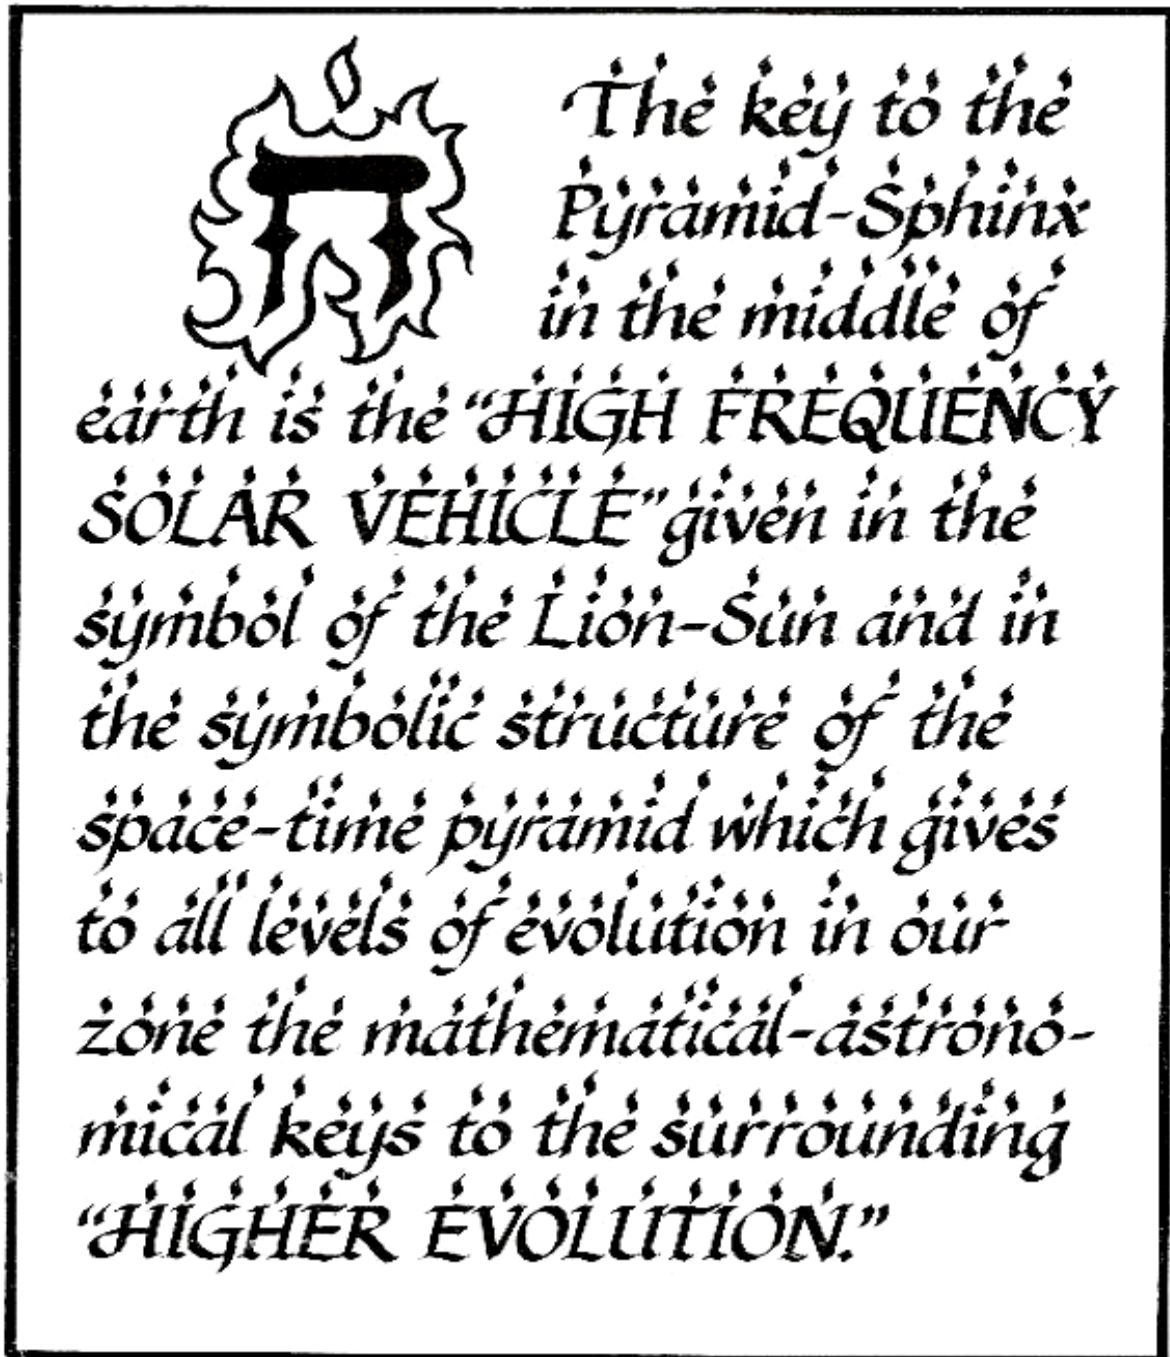 ח
The key to the
Pyramid-Sphinx
in the middle of
earth is the “HIGH FREQUENCY
SOLAR VEHICLE” given in the
symbol of the Lion-Sun and in
the symbolic structure of the
space-time pyramid which gives
to all levels of evolution in our
zone the mathematical-astrono-
mical keys to the surrounding
“HIGHER EVOLUTION.”